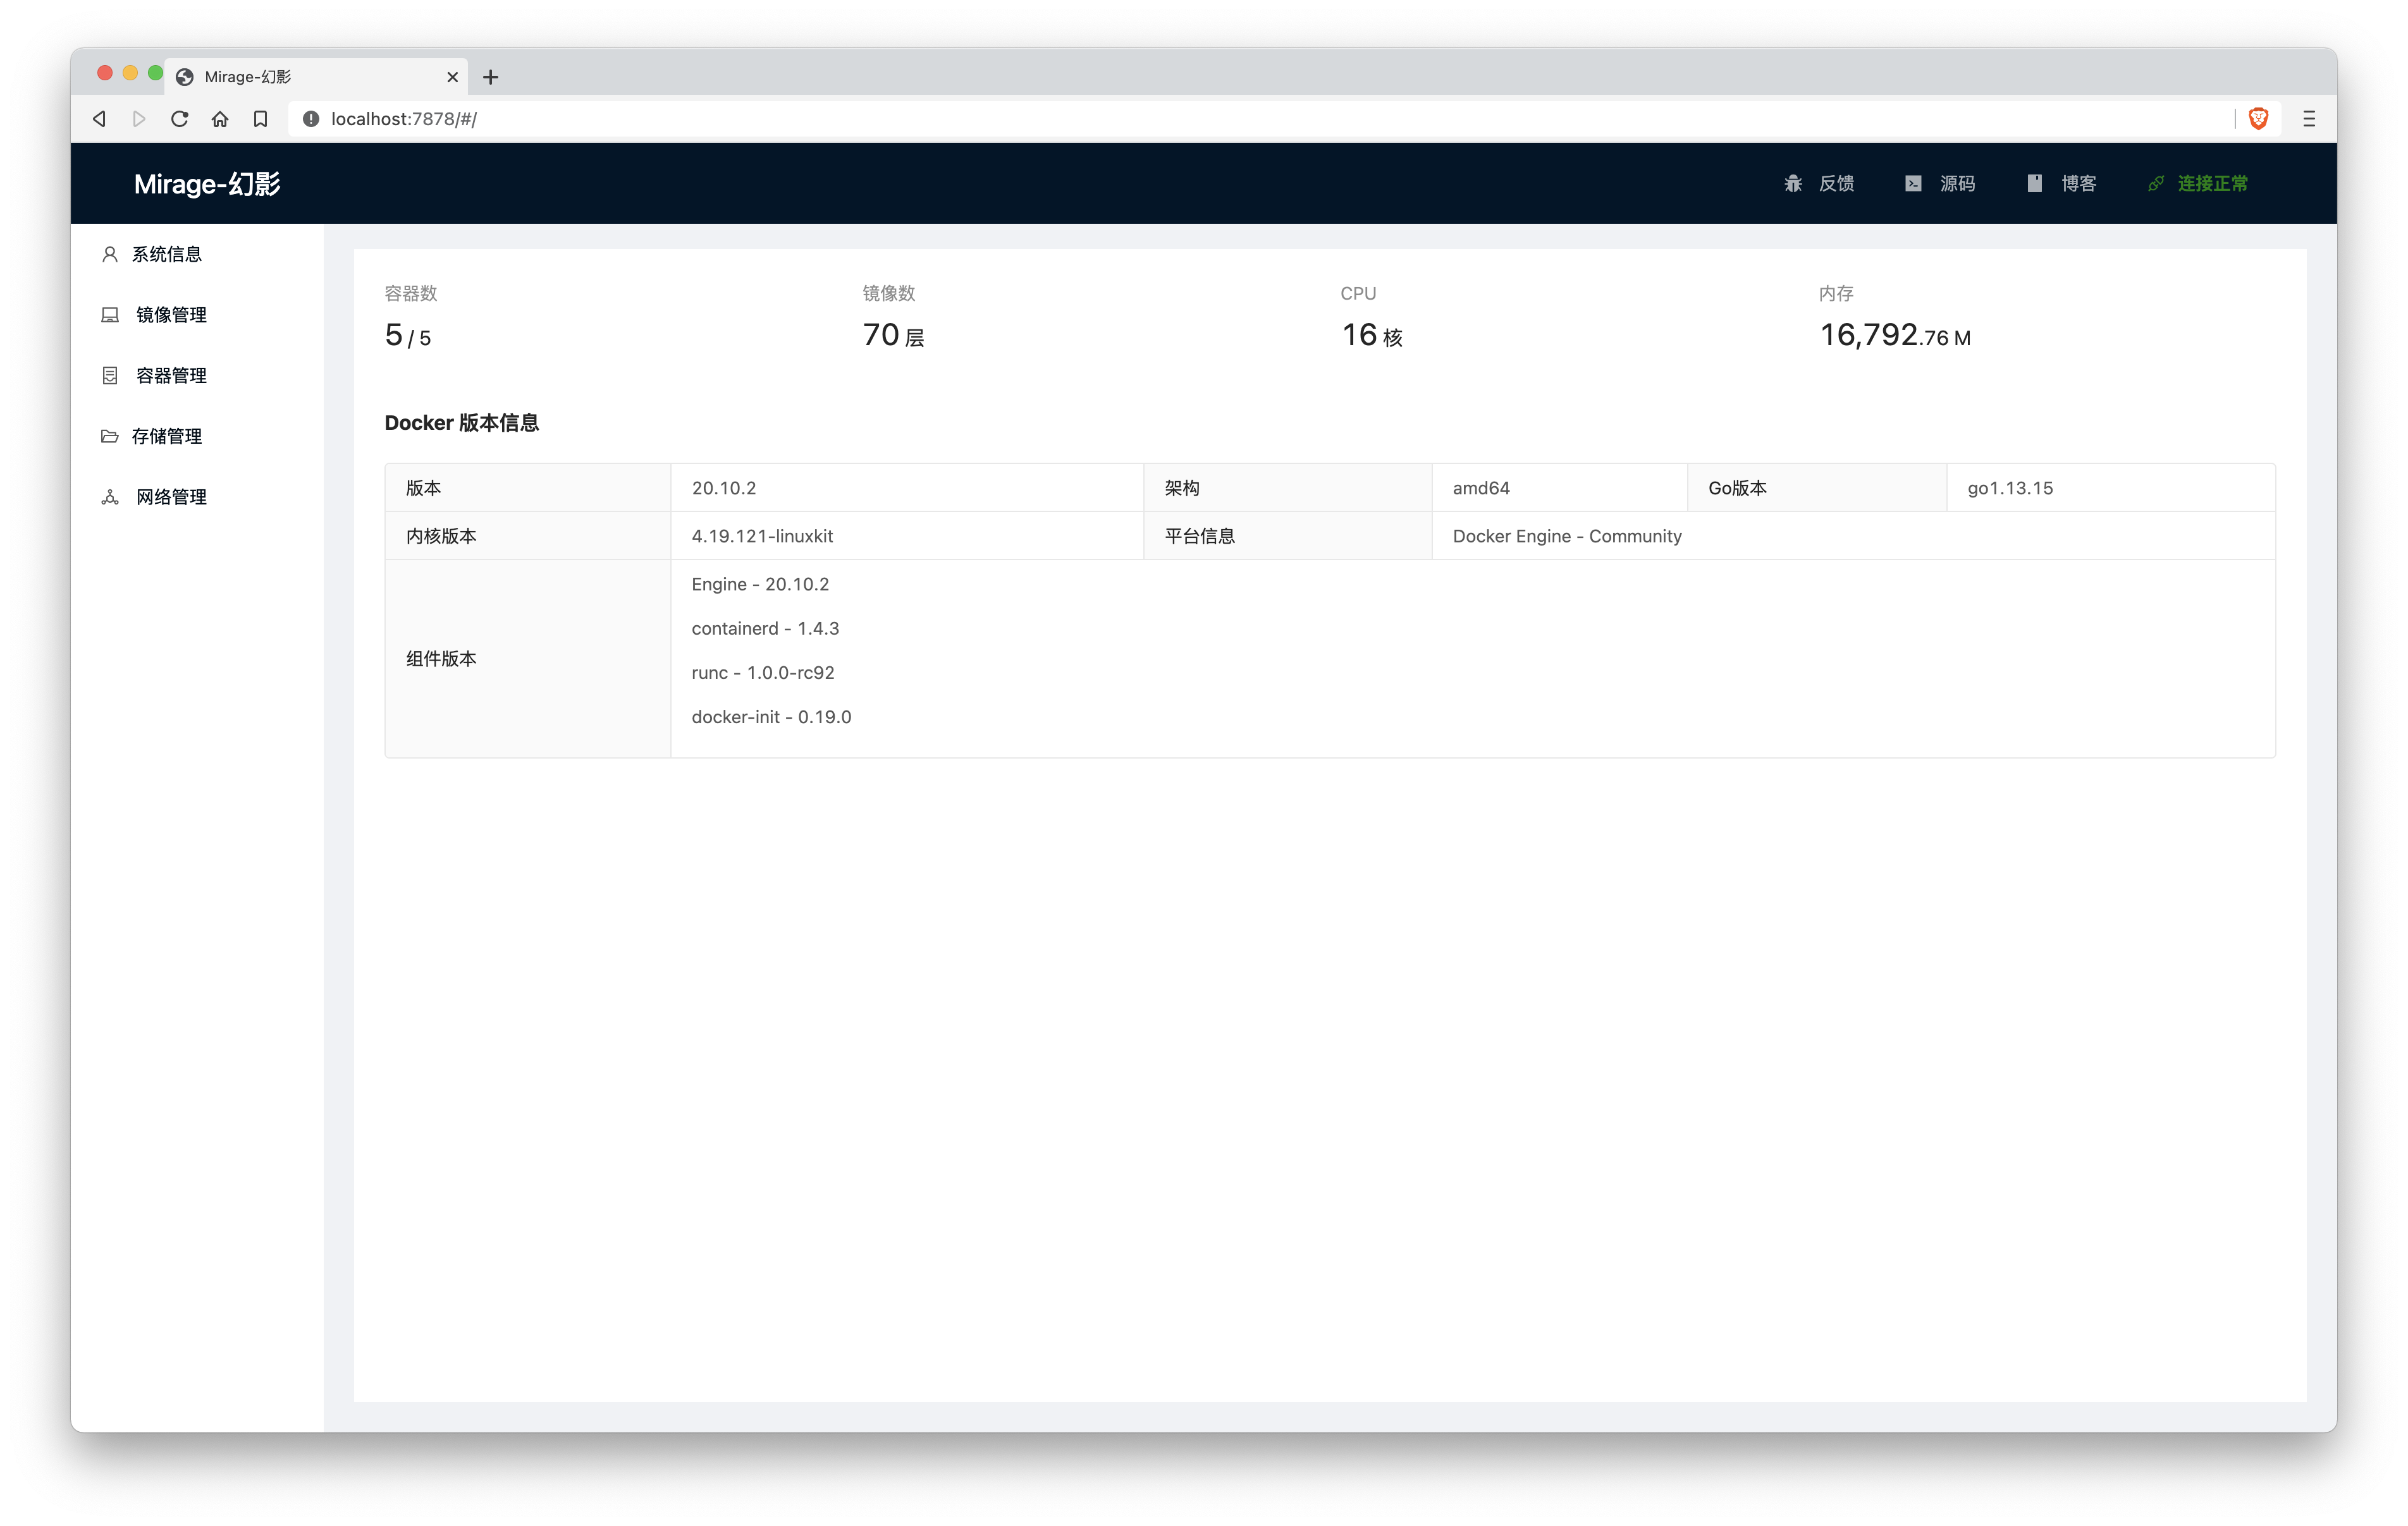 Mirage-幻影
localhost:7878/#/
Mirage-幻影
反馈
源码
博客
连接正常
系统信息
镜像管理
容器管理
存储管理
网络管理
容器数
5 / 5
镜像数
70 层
CPU
16 核
内存
16,792.76 M
Docker 版本信息
版本 20.10.2 架构 amd64 Go版本 go1.13.15
内核版本 4.19.121-linuxkit 平台信息 Docker Engine - Community
组件版本
Engine - 20.10.2
containerd - 1.4.3
runc - 1.0.0-rc92
docker-init - 0.19.0